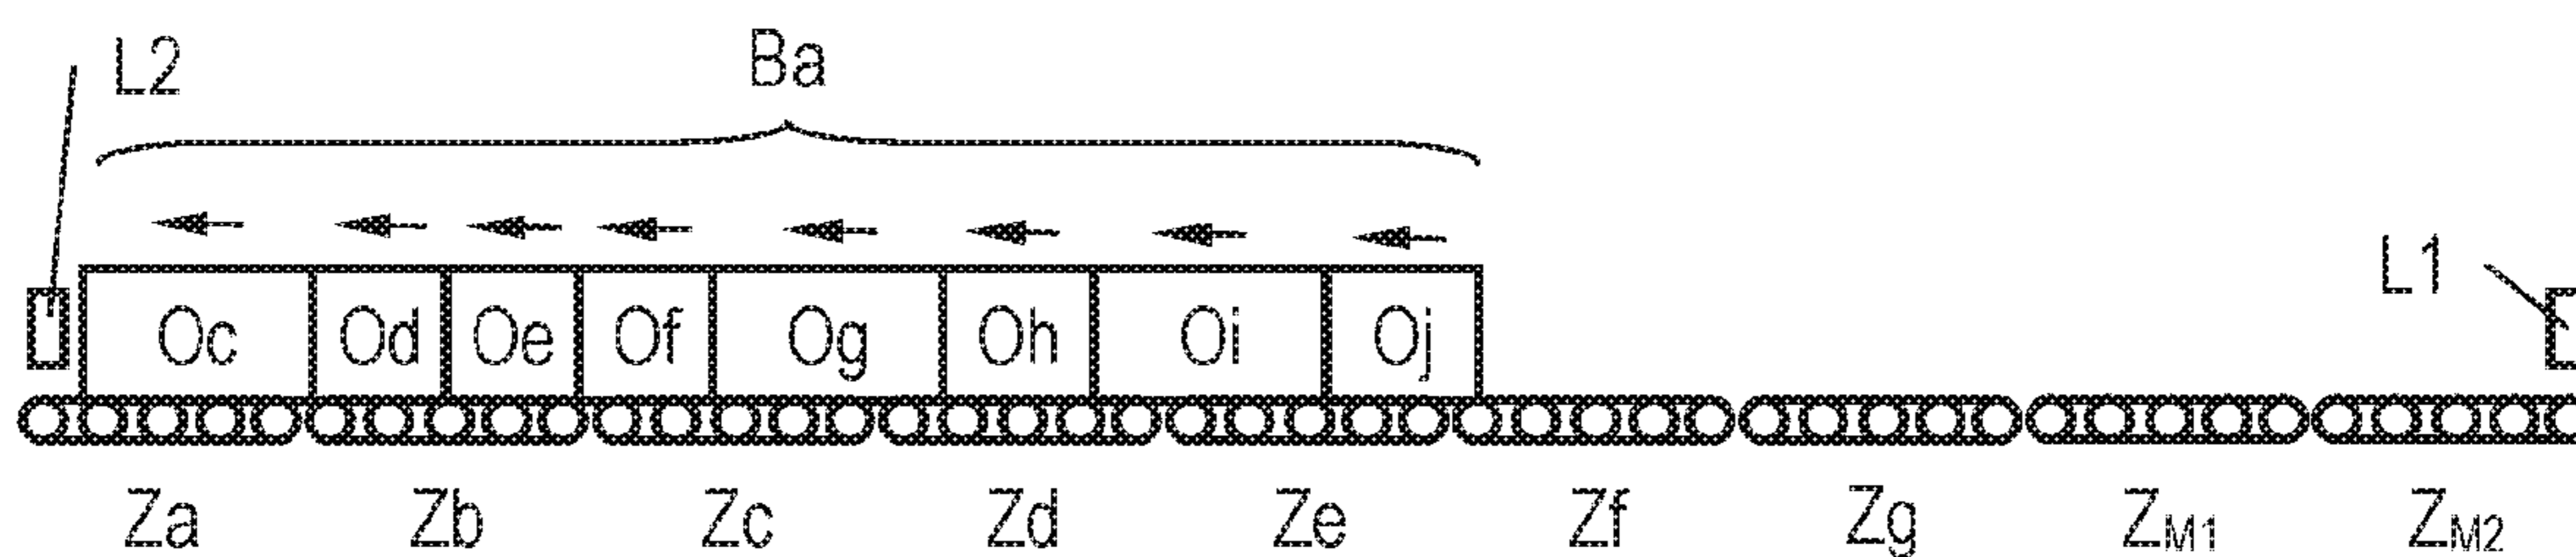 L2 Ba
L1
Oc Od Oe Of Og Oh Oi Oj
Za Zb Zc Zd Ze Zf Zg ZM1 ZM2